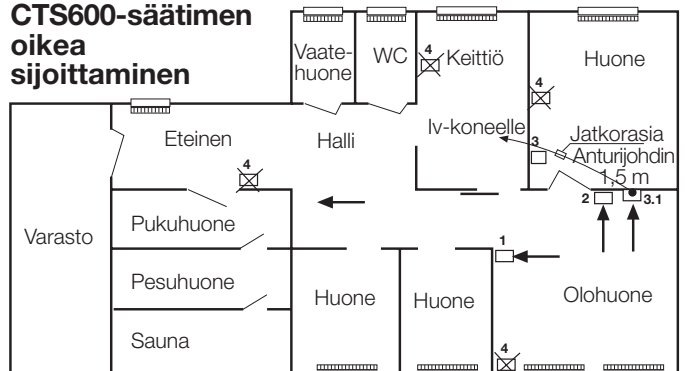 CTS600-säätimen
oikea
sijoittaminen
Vaate-
huone
WC
4
Keittiö
Huone
4
Eteinen
Halli
Iv-koneelle
Jatkorasia
3
Anturijohdin
1,5 m
4
2
3.1
Pukuhuone
Varasto
1
Pesuhuone
Huone
Huone
Olohuone
Sauna
4